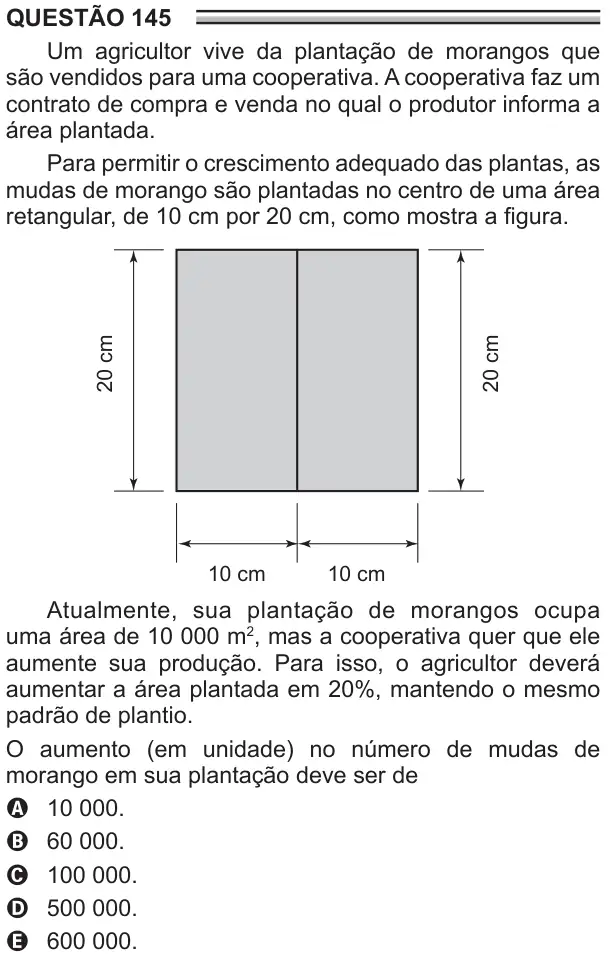 QUESTÃO 145
Um agricultor vive da plantação de morangos que
são vendidos para uma cooperativa. A cooperativa faz um
contrato de compra e venda no qual o produtor informa a
área plantada.
Para permitir o crescimento adequado das plantas, as
mudas de morango são plantadas no centro de uma área
retangular, de 10 cm por 20 cm, como mostra a figura.
20 cm
20 cm
10 cm
10 cm
Atualmente, sua plantação de morangos ocupa
uma área de 10 000 m², mas a cooperativa quer que ele
aumente sua produção. Para isso, o agricultor deverá
aumentar a área plantada em 20%, mantendo o mesmo
padrão de plantio.
O aumento (em unidade) no número de mudas de
morango em sua plantação deve ser de
A 10 000.
B 60 000.
C 100 000.
D 500 000.
E 600 000.